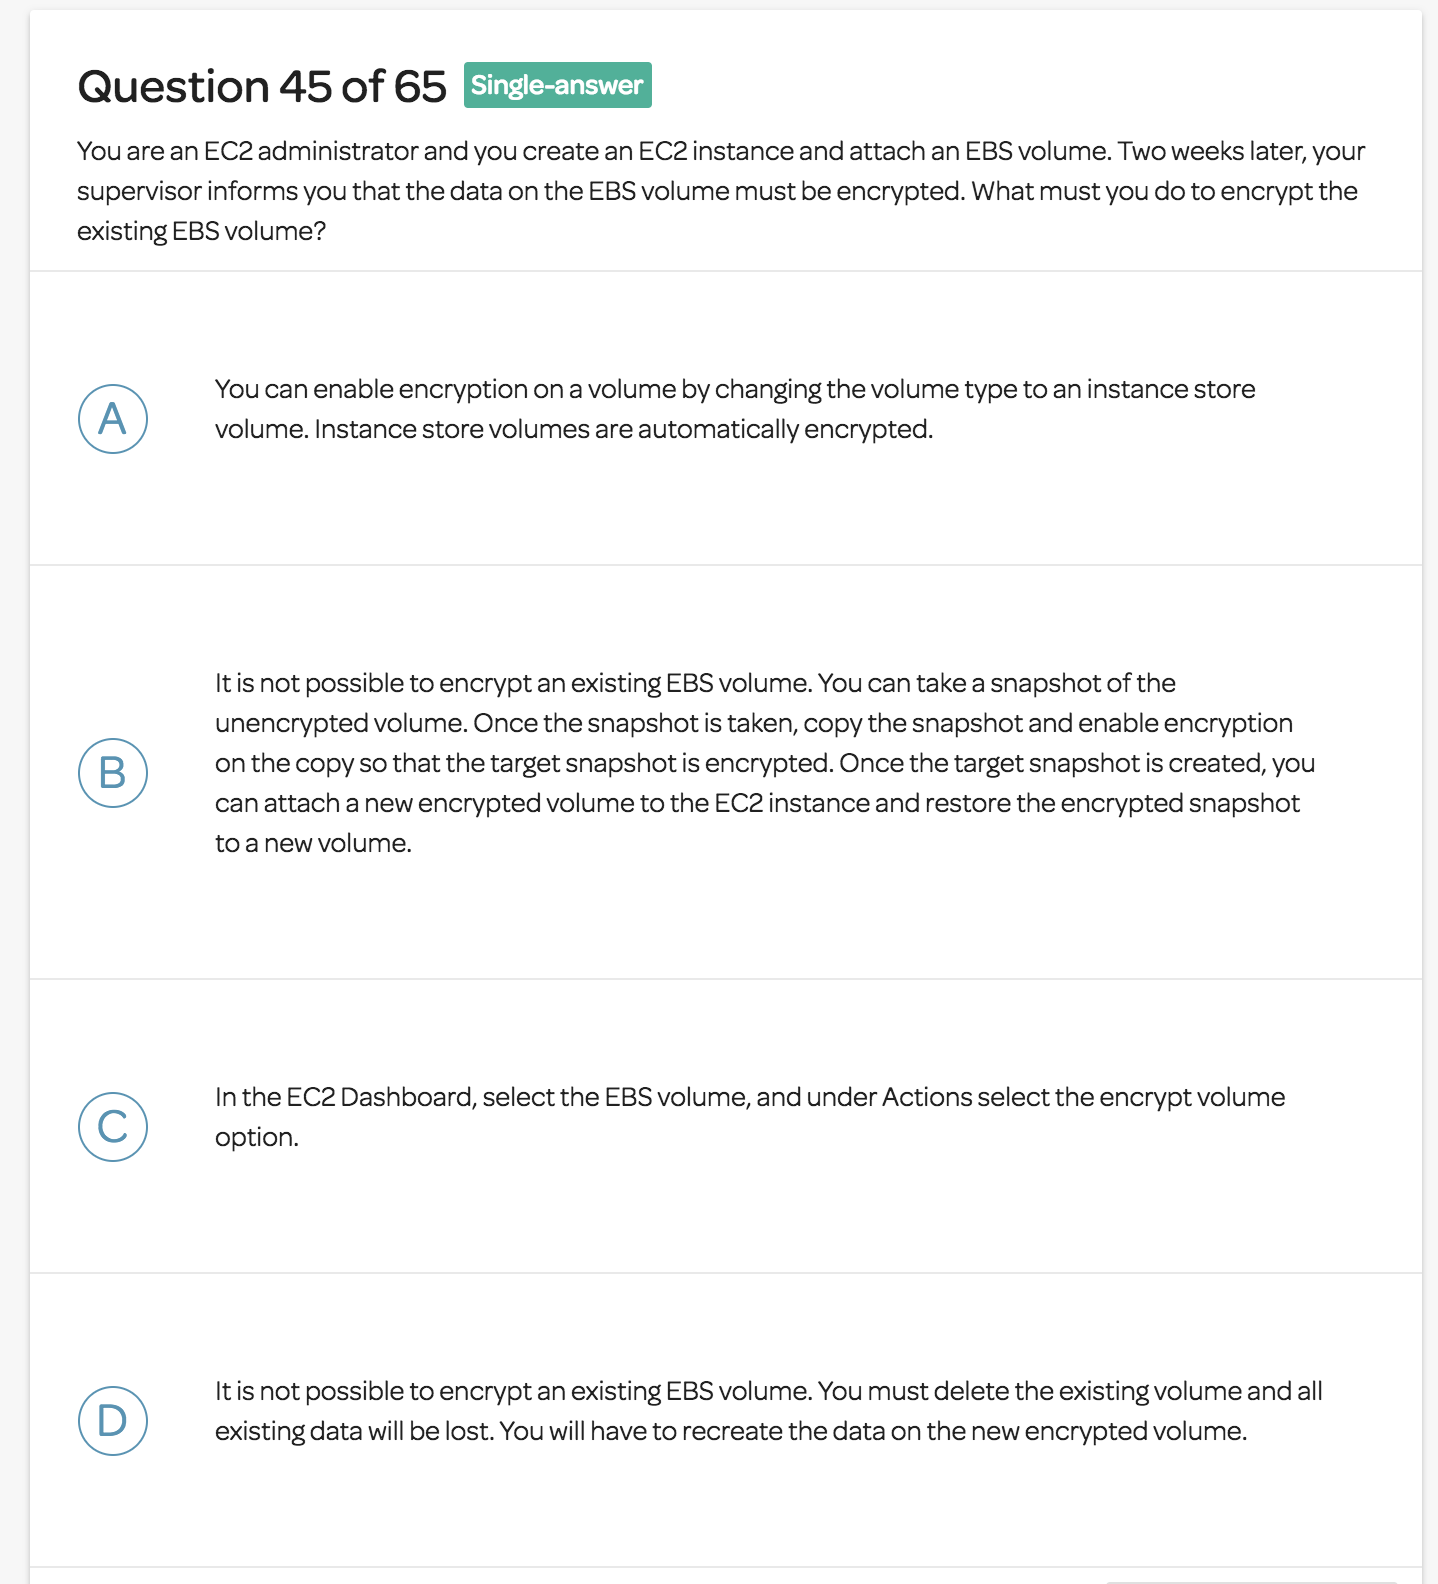 Question 45 of 65 Single-answer
You are an EC2 administrator and you create an EC2 instance and attach an EBS volume. Two weeks later, your
supervisor informs you that the data on the EBS volume must be encrypted. What must you do to encrypt the
existing EBS volume?
A
You can enable encryption on a volume by changing the volume type to an instance store
volume. Instance store volumes are automatically encrypted.
B
It is not possible to encrypt an existing EBS volume. You can take a snapshot of the
unencrypted volume. Once the snapshot is taken, copy the snapshot and enable encryption
on the copy so that the target snapshot is encrypted. Once the target snapshot is created, you
can attach a new encrypted volume to the EC2 instance and restore the encrypted snapshot
to a new volume.
C
In the EC2 Dashboard, select the EBS volume, and under Actions select the encrypt volume
option.
D
It is not possible to encrypt an existing EBS volume. You must delete the existing volume and all
existing data will be lost. You will have to recreate the data on the new encrypted volume.